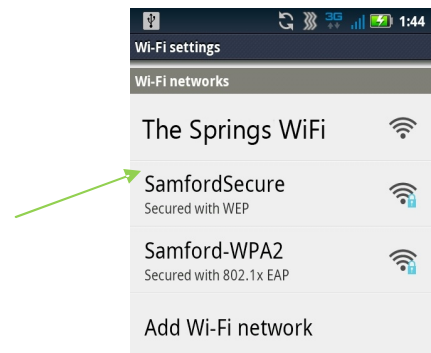 3G 1:44
Wi-Fi settings
Wi-Fi networks
The Springs WiFi
SamfordSecure
Secured with WEP
Samford-WPA2
Secured with 802.1x EAP
Add Wi-Fi network